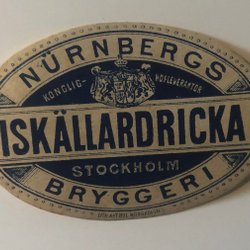 NÜRNBERGS
KONGLIG- HOFLEVERANTÖR
ISKÄLLARDRICKA
STOCKHOLM
BRYGGERI